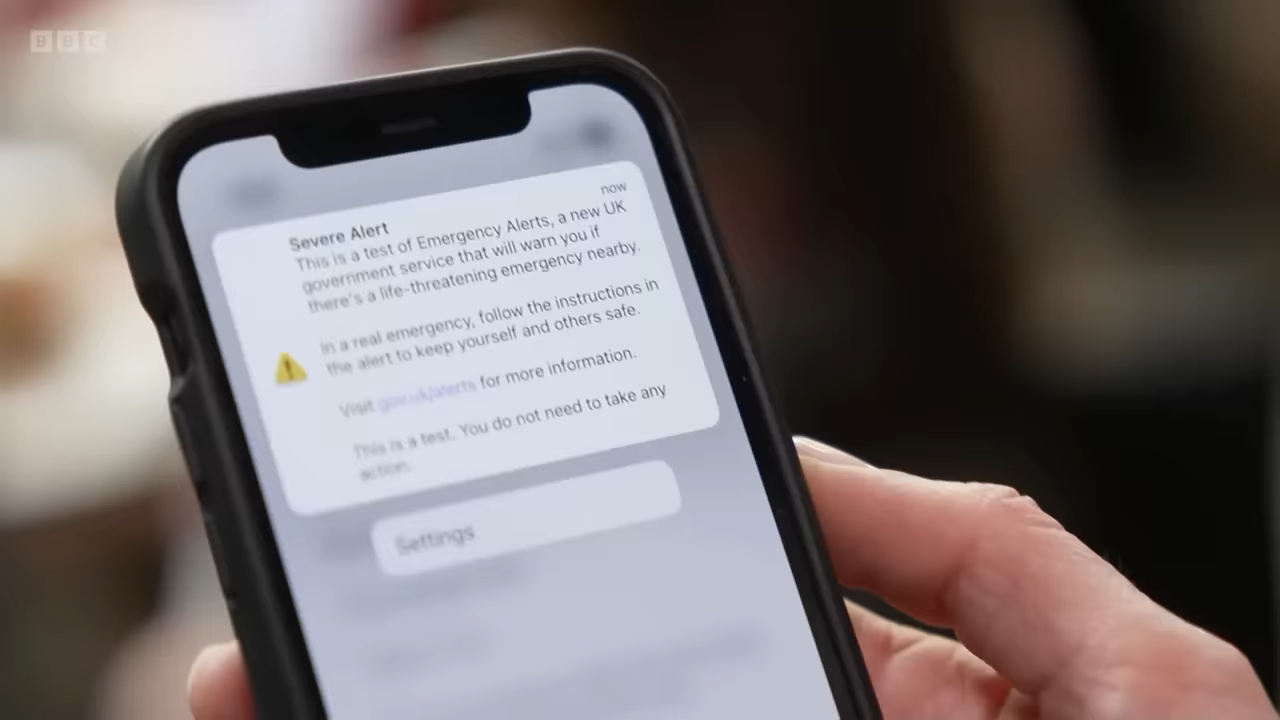 BBC
now
Severe Alert
This is a test of Emergency Alerts, a new UK
government service that will warn you if
there's a life-threatening emergency nearby.
In a real emergency, follow the instructions in
the alert to keep yourself and others safe.
Visit gov.uk/alerts for more information.
This is a test. You do not need to take any
action.
Settings